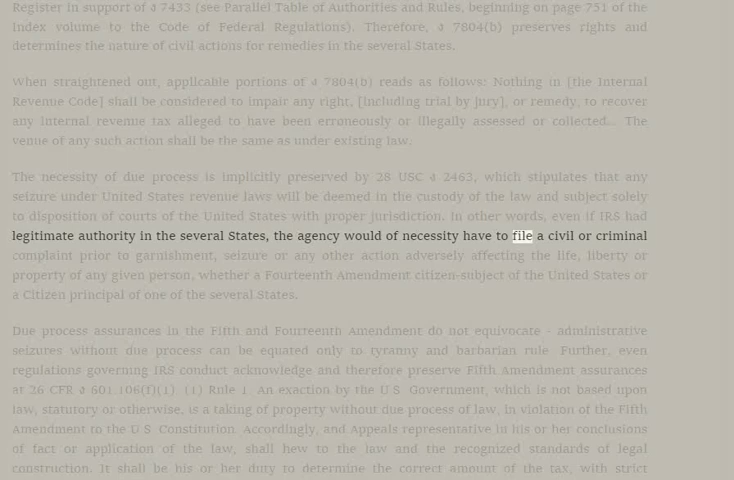 Register in support of ¢ 7433 (see Parallel Table of Authorities and Rules, beginning on page 751 of the
Index volume to the Code of Federal Regulations). Therefore, ¢ 7804(b) preserves rights and
determines the nature of civil actions for remedies in the several States.
When straightened out, applicable portions of ¢ 7804(b) reads as follows: Nothing in [the Internal
Revenue Code] shall be considered to impair any right, [including trial by jury], or remedy, to recover
any internal revenue tax alleged to have been erroneously or illegally assessed or collected... The
venue of any such action shall be the same as under existing law.
The necessity of due process is implicitly preserved by 28 USC ¢ 2463, which stipulates that any
seizure under United States revenue laws will be deemed in the custody of the law and subject solely
to disposition of courts of the United States with proper jurisdiction. In other words, even if IRS had
legitimate authority in the several States, the agency would of necessity have to file a civil or criminal
complaint prior to garnishment, seizure or any other action adversely affecting the life, liberty or
property of any given person, whether a Fourteenth Amendment citizen-subject of the United States or
a Citizen principal of one of the several States.
Due process assurances in the Fifth and Fourteenth Amendment do not equivocate - administrative
seizures without due process can be equated only to tyranny and barbarian rule. Further, even
regulations governing IRS conduct acknowledge and therefore preserve Fifth Amendment assurances
at 26 CFR ¢ 601.106(f)(1). (1) Rule 1. An exaction by the U.S. Government, which is not based upon
law, statutory or otherwise, is a taking of property without due process of law, in violation of the Fifth
Amendment to the U.S. Constitution. Accordingly, and Appeals representative in his or her conclusions
of fact or application of the law, shall hew to the law and the recognized standards of legal
construction. It shall be his or her duty to determine the correct amount of the tax, with strict